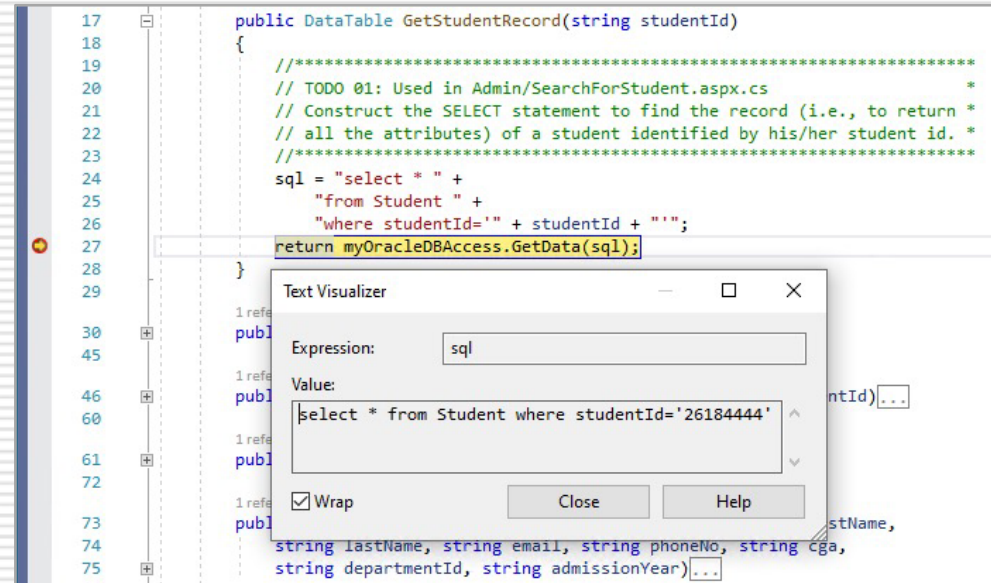 17 public DataTable GetStudentRecord(string studentId)
18 {
19 //********************************************************************
20 // TODO 01: Used in Admin/SearchForStudent.aspx.cs *
21 // Construct the SELECT statement to find the record (i.e., to return *
22 // all the attributes) of a student identified by his/her student id. *
23 //********************************************************************
24 sql = "select * " +
25 "from Student " +
26 "where studentId='" + studentId + "'";
27 return myOracleDBAccess.GetData(sql);
28 }
29
Text Visualizer
1 refe
30 publ
Expression: sql
45
1 refe
Value:
46 publ ntId)...
select * from Student where studentId='26184444'
60
1 refe
61 publ
72
1 refe
Wrap Close Help
73 publ stName,
74 string lastName, string email, string phoneNo, string cga,
75 string departmentId, string admissionYear)...